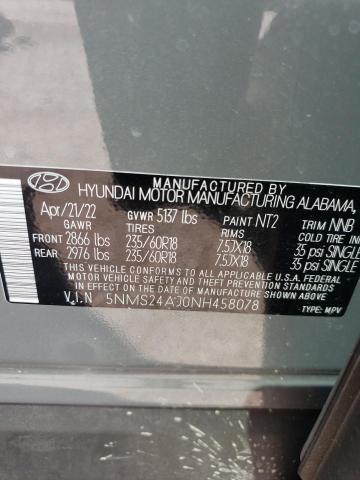 MANUFACTURED BY
HYUNDAI MOTOR MANUFACTURING ALABAMA,
Apr/21/22 GVWR 5137 lbs PAINT NT2 TRIM NNB
GAWR TIRES RIMS COLD TIRE
FRONT 2866 lbs 235/60R18 7.5JX18 35 psi SINGLE
REAR 2976 lbs 235/60R18 7.5JX18 35 psi SINGLE
THIS VEHICLE CONFORMS TO ALL APPLICABLE U.S.A. FEDERAL
MOTOR VEHICLE SAFETY AND THEFT PREVENTION STANDARDS
IN EFFECT ON THE DATE OF MANUFACTURE SHOWN ABOVE.
V.I.N TYPE: MPV